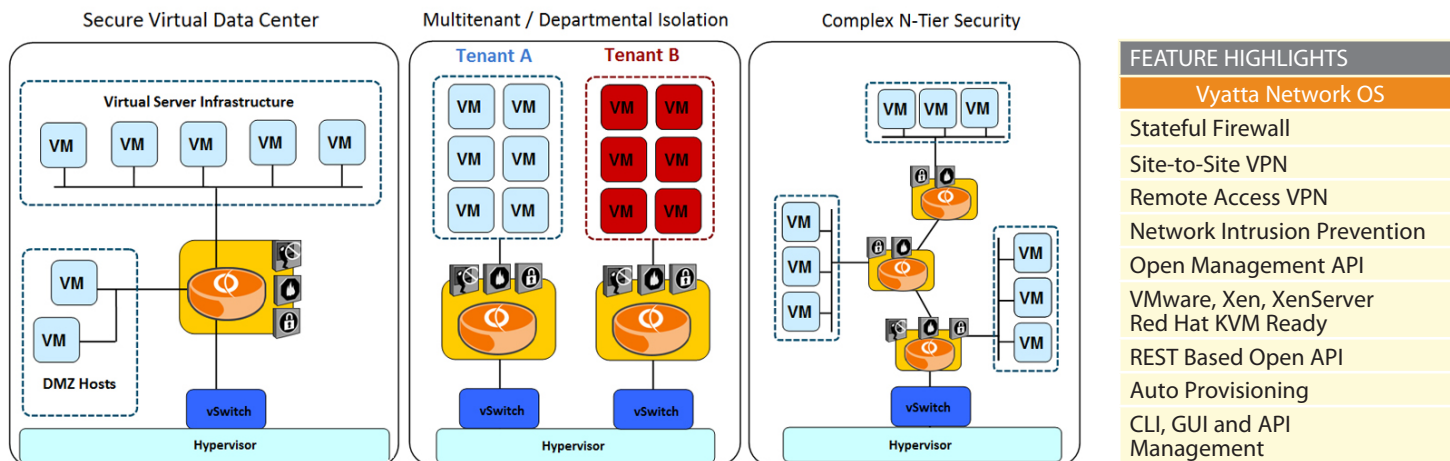 Secure Virtual Data Center
Virtual Server Infrastructure
VM VM VM VM VM
VM
VM
DMZ Hosts
vSwitch
Hypervisor
Multitenant / Departmental Isolation
Tenant A
VM VM
VM VM
VM VM
Tenant B
VM VM
VM VM
VM VM
vSwitch
vSwitch
Hypervisor
Complex N-Tier Security
VM VM VM
VM
VM
VM
VM
VM
VM
vSwitch
Hypervisor
FEATURE HIGHLIGHTS
Vyatta Network OS
Stateful Firewall
Site-to-Site VPN
Remote Access VPN
Network Intrusion Prevention
Open Management API
VMware, Xen, XenServer
Red Hat KVM Ready
REST Based Open API
Auto Provisioning
CLI, GUI and API
Management